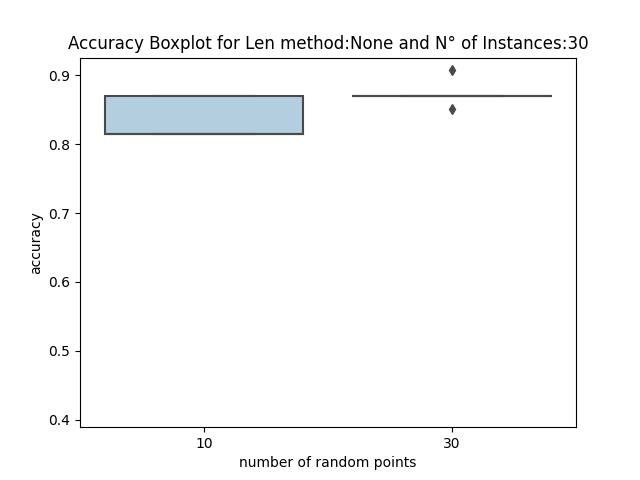 Accuracy Boxplot for Len method:None and N° of Instances:30
0.9
0.8
0.7
0.6
0.5
0.4
accuracy
10 30
number of random points